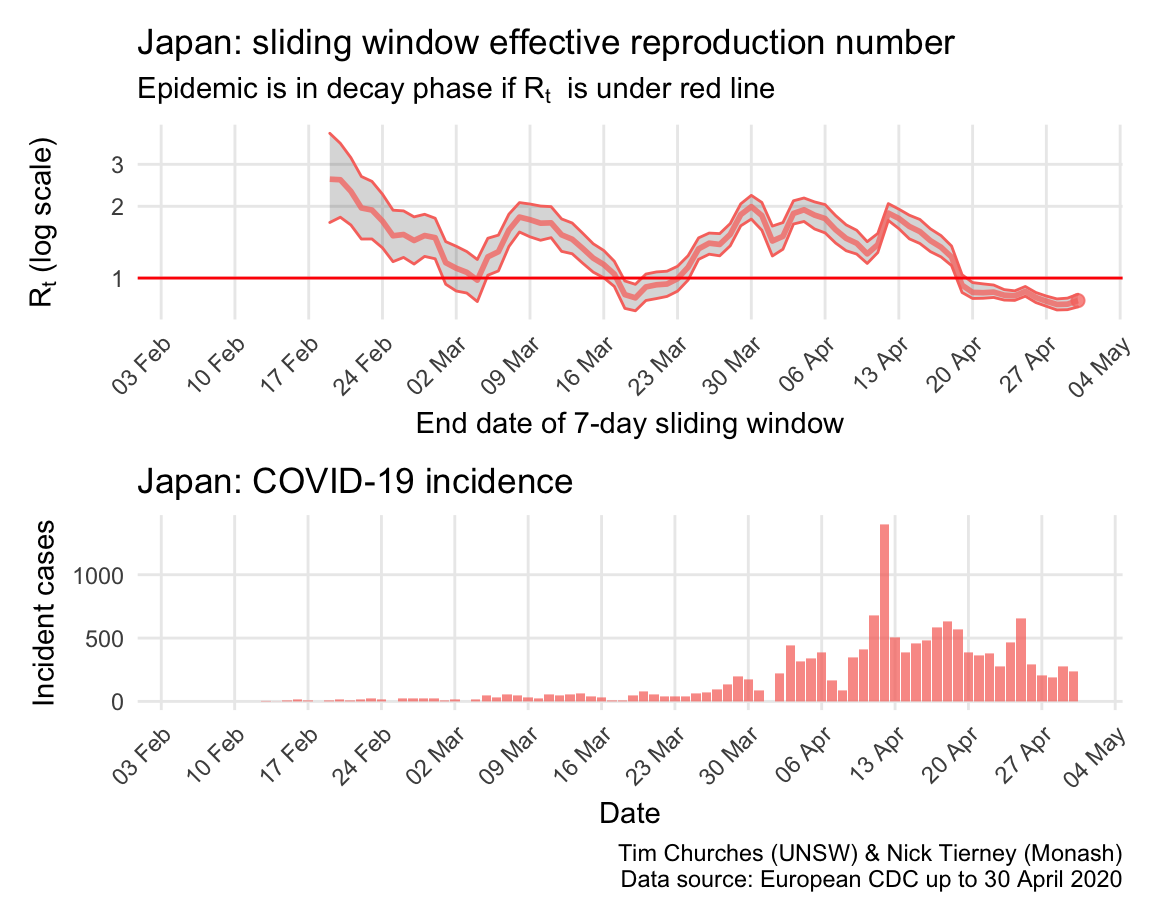 Japan: sliding window effective reproduction number
Epidemic is in decay phase if Rt is under red line
Rt (log scale)
3
2
1
03 Feb
10 Feb
17 Feb
24 Feb
02 Mar
09 Mar
16 Mar
23 Mar
30 Mar
06 Apr
13 Apr
20 Apr
27 Apr
04 May
End date of 7-day sliding window
Japan: COVID-19 incidence
Incident cases
1000
500
0
03 Feb
10 Feb
17 Feb
24 Feb
02 Mar
09 Mar
16 Mar
23 Mar
30 Mar
06 Apr
13 Apr
20 Apr
27 Apr
04 May
Date
Tim Churches (UNSW) & Nick Tierney (Monash)
Data source: European CDC up to 30 April 2020